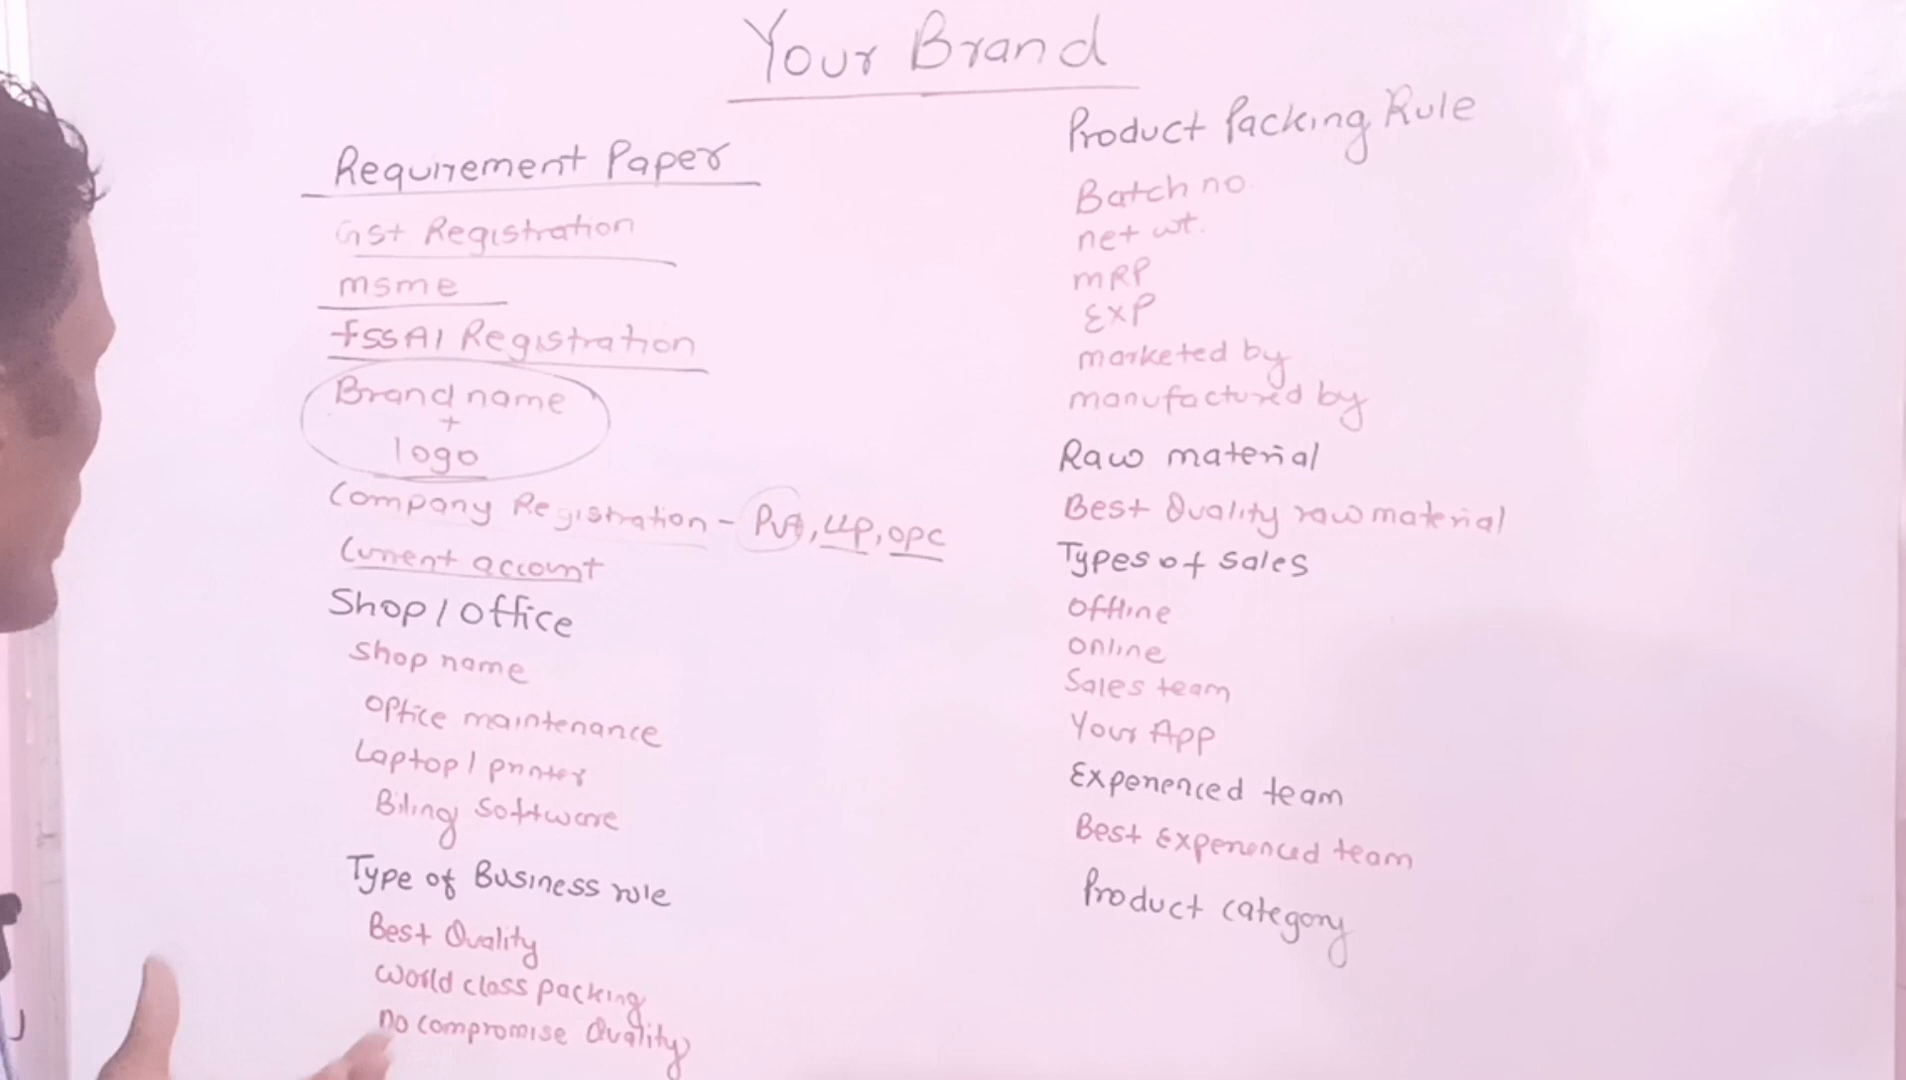 Your Brand
Requirement Paper
Gst Registration
msme
fssAI Registration
Brand name
+
logo
Company Registration - Pvt, LLP, OPC
Current account
Shop / Office
Shop name
Office maintenance
Laptop / printer
Biling Software
Type of Business rule
Best Quality
World class packing
no compromise Quality
Product Packing Rule
Batch no.
net wt.
MRP
EXP
marketed by
manufactured by
Raw material
Best Quality raw material
Types of Sales
Offline
Online
Sales team
Your App
Experienced team
Best Experienced team
Product category